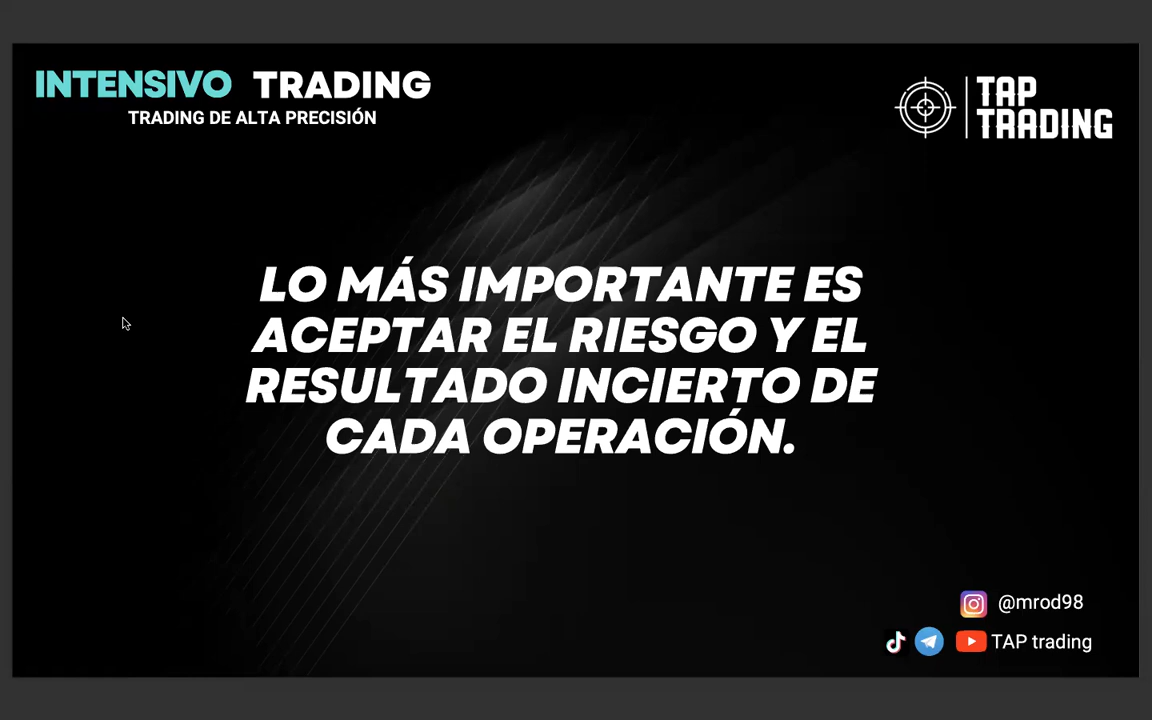 INTENSIVO TRADING
TRADING DE ALTA PRECISIÓN
TAP
TRADING
LO MÁS IMPORTANTE ES
ACEPTAR EL RIESGO Y EL
RESULTADO INCIERTO DE
CADA OPERACIÓN.
@mrod98
TAP trading